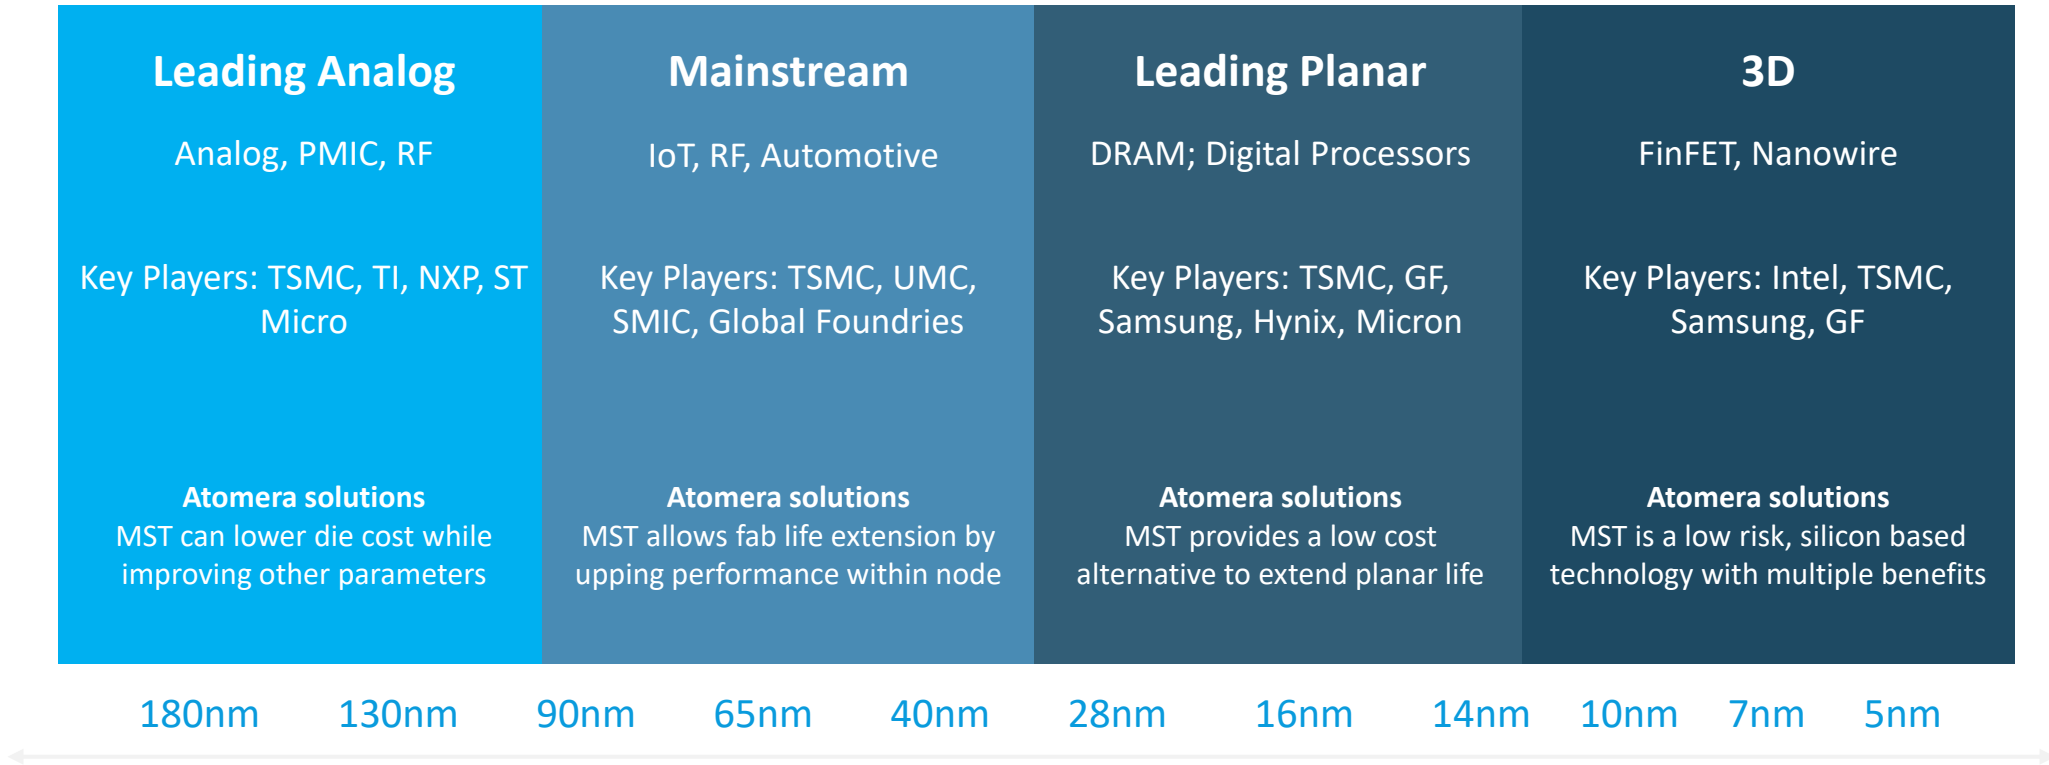 Leading Analog
Analog, PMIC, RF
Key Players: TSMC, TI, NXP, ST
Micro
Atomera solutions
MST can lower die cost while
improving other parameters
Mainstream
IoT, RF, Automotive
Key Players: TSMC, UMC,
SMIC, Global Foundries
Atomera solutions
MST allows fab life extension by
upping performance within node
Leading Planar
DRAM; Digital Processors
Key Players: TSMC, GF,
Samsung, Hynix, Micron
Atomera solutions
MST provides a low cost
alternative to extend planar life
3D
FinFET, Nanowire
Key Players: Intel, TSMC,
Samsung, GF
Atomera solutions
MST is a low risk, silicon based
technology with multiple benefits
180nm 130nm 90nm 65nm 40nm 28nm 16nm 14nm 10nm 7nm 5nm